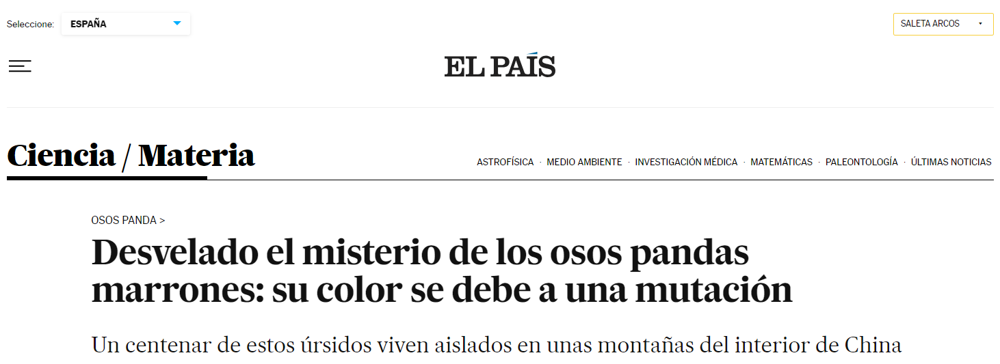 Seleccione: ESPAÑA
SALETA ARCOS
EL PAÍS
Ciencia / Materia
ASTROFÍSICA · MEDIO AMBIENTE · INVESTIGACIÓN MÉDICA · MATEMÁTICAS · PALEONTOLOGÍA · ÚLTIMAS NOTICIAS
OSOS PANDA >
Desvelado el misterio de los osos pandas
marrones: su color se debe a una mutación
Un centenar de estos úrsidos viven aislados en unas montañas del interior de China